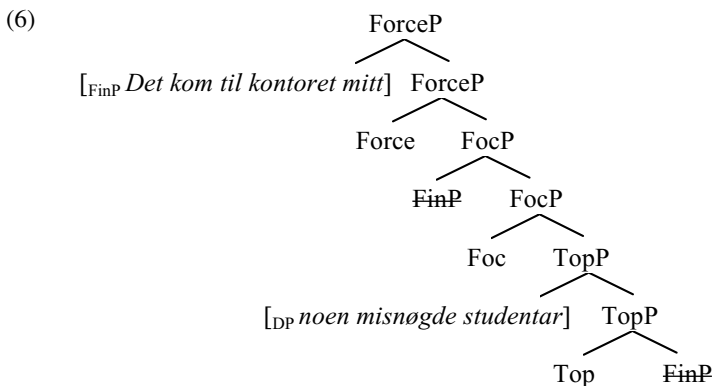 (6)
ForceP
[FinP Det kom til kontoret mitt] ForceP
Force FocP
FinP FocP
Foc TopP
[DP noen misnøgde studentar] TopP
Top FinP